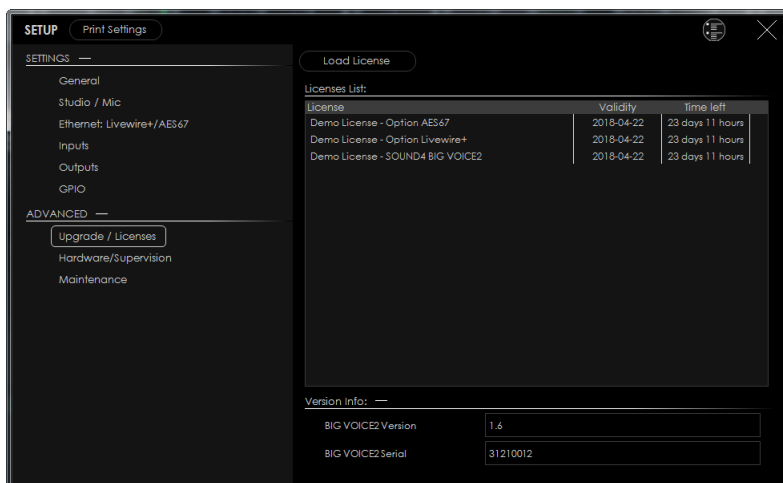 SETUP Print Settings
SETTINGS
General
Studio / Mic
Ethernet: Livewire+/AES67
Inputs
Outputs
GPIO
ADVANCED
Upgrade / Licenses
Hardware/Supervision
Maintenance
Load License
Licenses List:
License Validity Time left
Demo License - Option AES67 2018-04-22 23 days 11 hours
Demo License - Option Livewire+ 2018-04-22 23 days 11 hours
Demo License - SOUND4 BIG VOICE2 2018-04-22 23 days 11 hours
Version Info:
BIG VOICE2 Version 1.6
BIG VOICE2 Serial 31210012